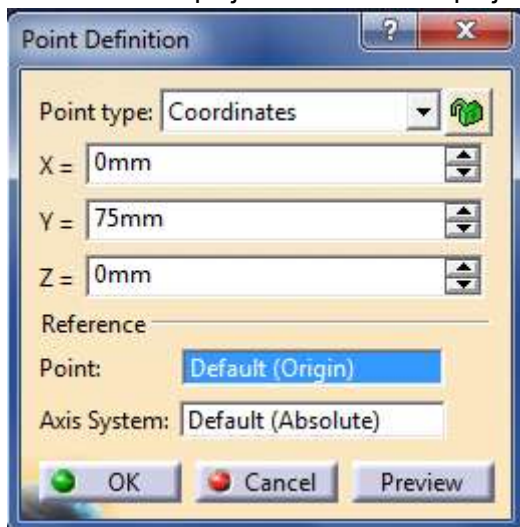 Point Definition ?
Point type: Coordinates
X = 0mm
Y = 75mm
Z = 0mm
Reference
Point: Default (Origin)
Axis System: Default (Absolute)
OK Cancel Preview